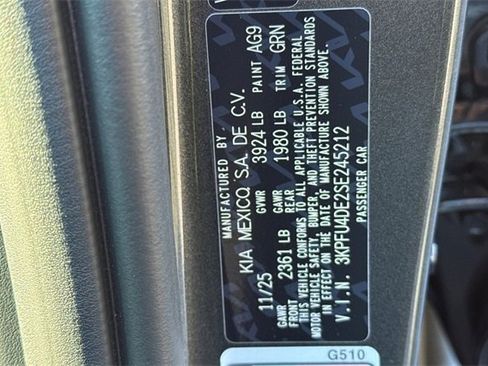 MANUFACTURED BY
KIA MEXICO, S.A. DE C.V.
11/25 GVWR 3924 LB PAINT AG9
GAWR FRONT 2361 LB GAWR REAR 1980 LB TRIM GRN
THIS VEHICLE CONFORMS TO ALL APPLICABLE U.S.A. FEDERAL
MOTOR VEHICLE SAFETY, BUMPER, AND THEFT PREVENTION STANDARDS
IN EFFECT ON THE DATE OF MANUFACTURE SHOWN ABOVE.
V.I.N. 3KPFU4DE2SE245212
PASSENGER CAR
G510